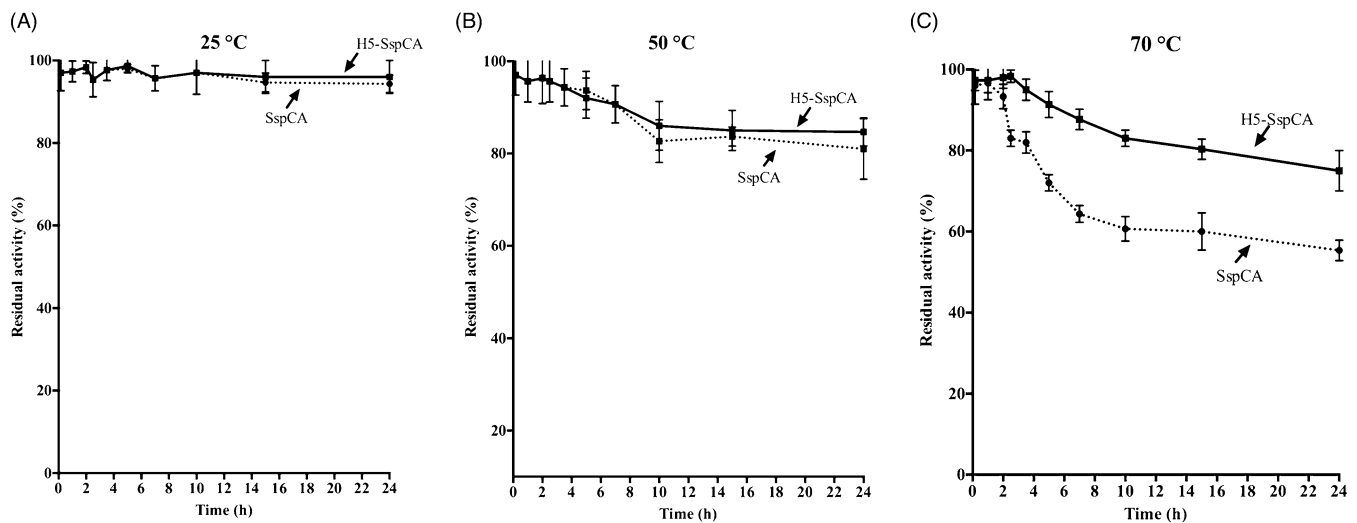 (A)
25 °C
100
80
60
40
20
0
Residual activity (%)
0 2 4 6 8 10 12 14 16 18 20 22 24
Time (h)
H5-SspCA
SspCA
(B)
50 °C
100
80
60
40
20
Residual activity (%)
0 2 4 6 8 10 12 14 16 18 20 22 24
Time (h)
H5-SspCA
SspCA
(C)
70 °C
100
80
60
40
20
0
Residual activity (%)
0 2 4 6 8 10 12 14 16 18 20 22 24
Time (h)
H5-SspCA
SspCA